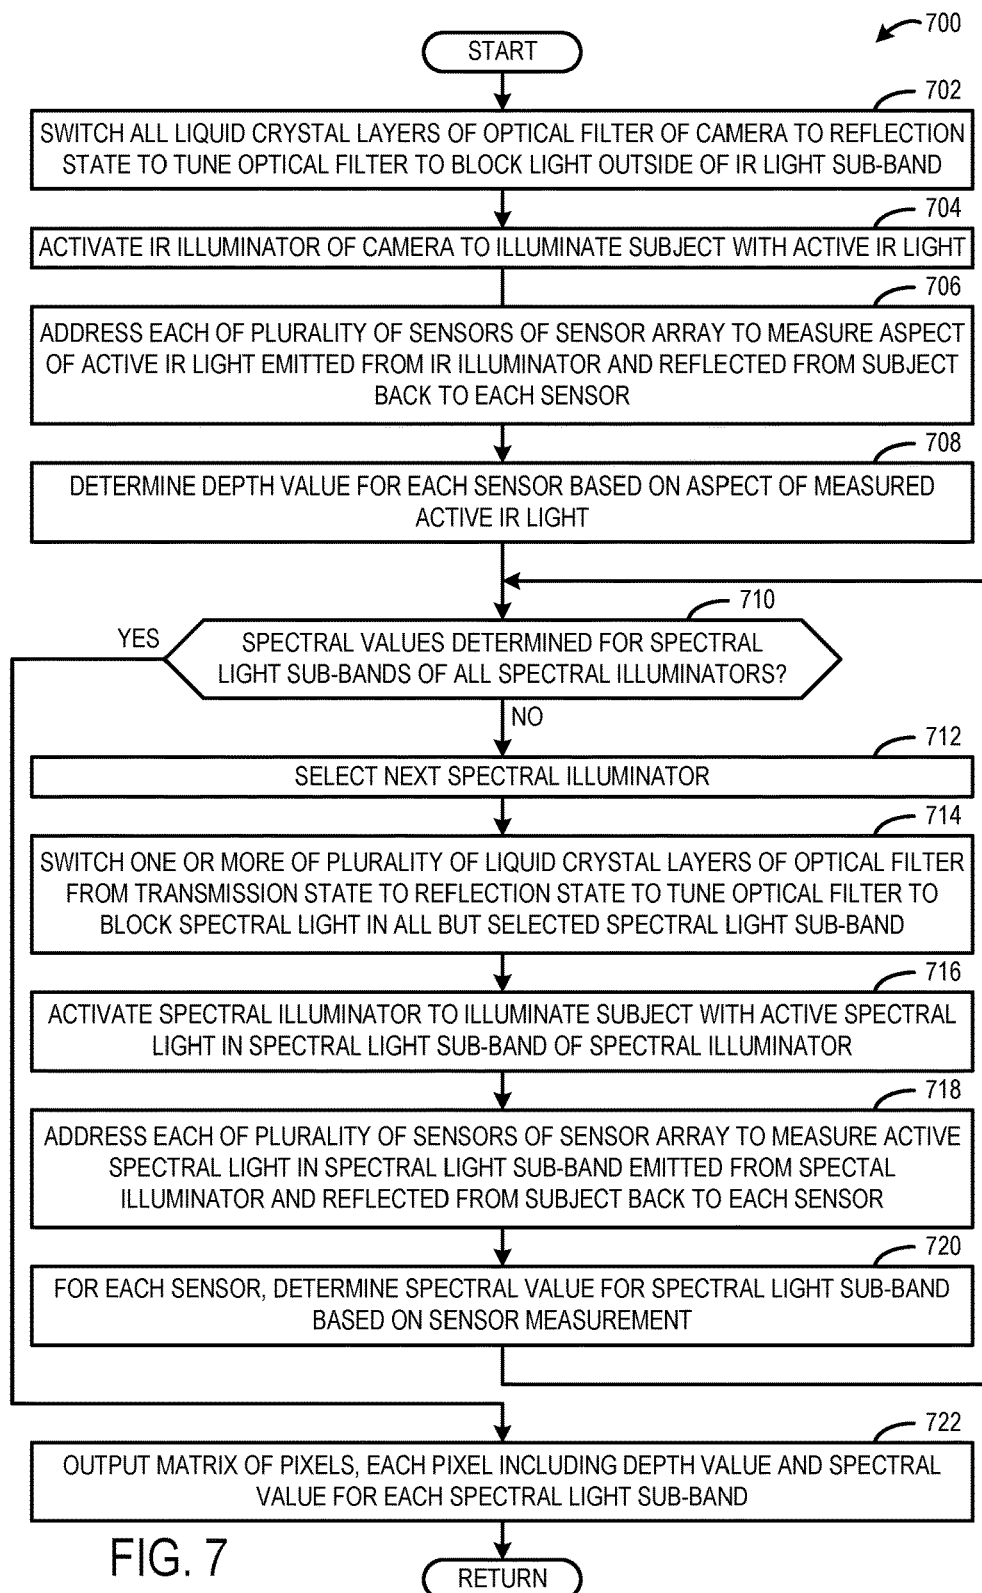 700
START
702
SWITCH ALL LIQUID CRYSTAL LAYERS OF OPTICAL FILTER OF CAMERA TO REFLECTION
STATE TO TUNE OPTICAL FILTER TO BLOCK LIGHT OUTSIDE OF IR LIGHT SUB-BAND
704
ACTIVATE IR ILLUMINATOR OF CAMERA TO ILLUMINATE SUBJECT WITH ACTIVE IR LIGHT
706
ADDRESS EACH OF PLURALITY OF SENSORS OF SENSOR ARRAY TO MEASURE ASPECT
OF ACTIVE IR LIGHT EMITTED FROM IR ILLUMINATOR AND REFLECTED FROM SUBJECT
BACK TO EACH SENSOR
708
DETERMINE DEPTH VALUE FOR EACH SENSOR BASED ON ASPECT OF MEASURED
ACTIVE IR LIGHT
710
YES
SPECTRAL VALUES DETERMINED FOR SPECTRAL
LIGHT SUB-BANDS OF ALL SPECTRAL ILLUMINATORS?
NO
712
SELECT NEXT SPECTRAL ILLUMINATOR
714
SWITCH ONE OR MORE OF PLURALITY OF LIQUID CRYSTAL LAYERS OF OPTICAL FILTER
FROM TRANSMISSION STATE TO REFLECTION STATE TO TUNE OPTICAL FILTER TO
BLOCK SPECTRAL LIGHT IN ALL BUT SELECTED SPECTRAL LIGHT SUB-BAND
716
ACTIVATE SPECTRAL ILLUMINATOR TO ILLUMINATE SUBJECT WITH ACTIVE SPECTRAL
LIGHT IN SPECTRAL LIGHT SUB-BAND OF SPECTRAL ILLUMINATOR
718
ADDRESS EACH OF PLURALITY OF SENSORS OF SENSOR ARRAY TO MEASURE ACTIVE
SPECTRAL LIGHT IN SPECTRAL LIGHT SUB-BAND EMITTED FROM SPECTAL
ILLUMINATOR AND REFLECTED FROM SUBJECT BACK TO EACH SENSOR
720
FOR EACH SENSOR, DETERMINE SPECTRAL VALUE FOR SPECTRAL LIGHT SUB-BAND
BASED ON SENSOR MEASUREMENT
722
OUTPUT MATRIX OF PIXELS, EACH PIXEL INCLUDING DEPTH VALUE AND SPECTRAL
VALUE FOR EACH SPECTRAL LIGHT SUB-BAND
FIG. 7
RETURN